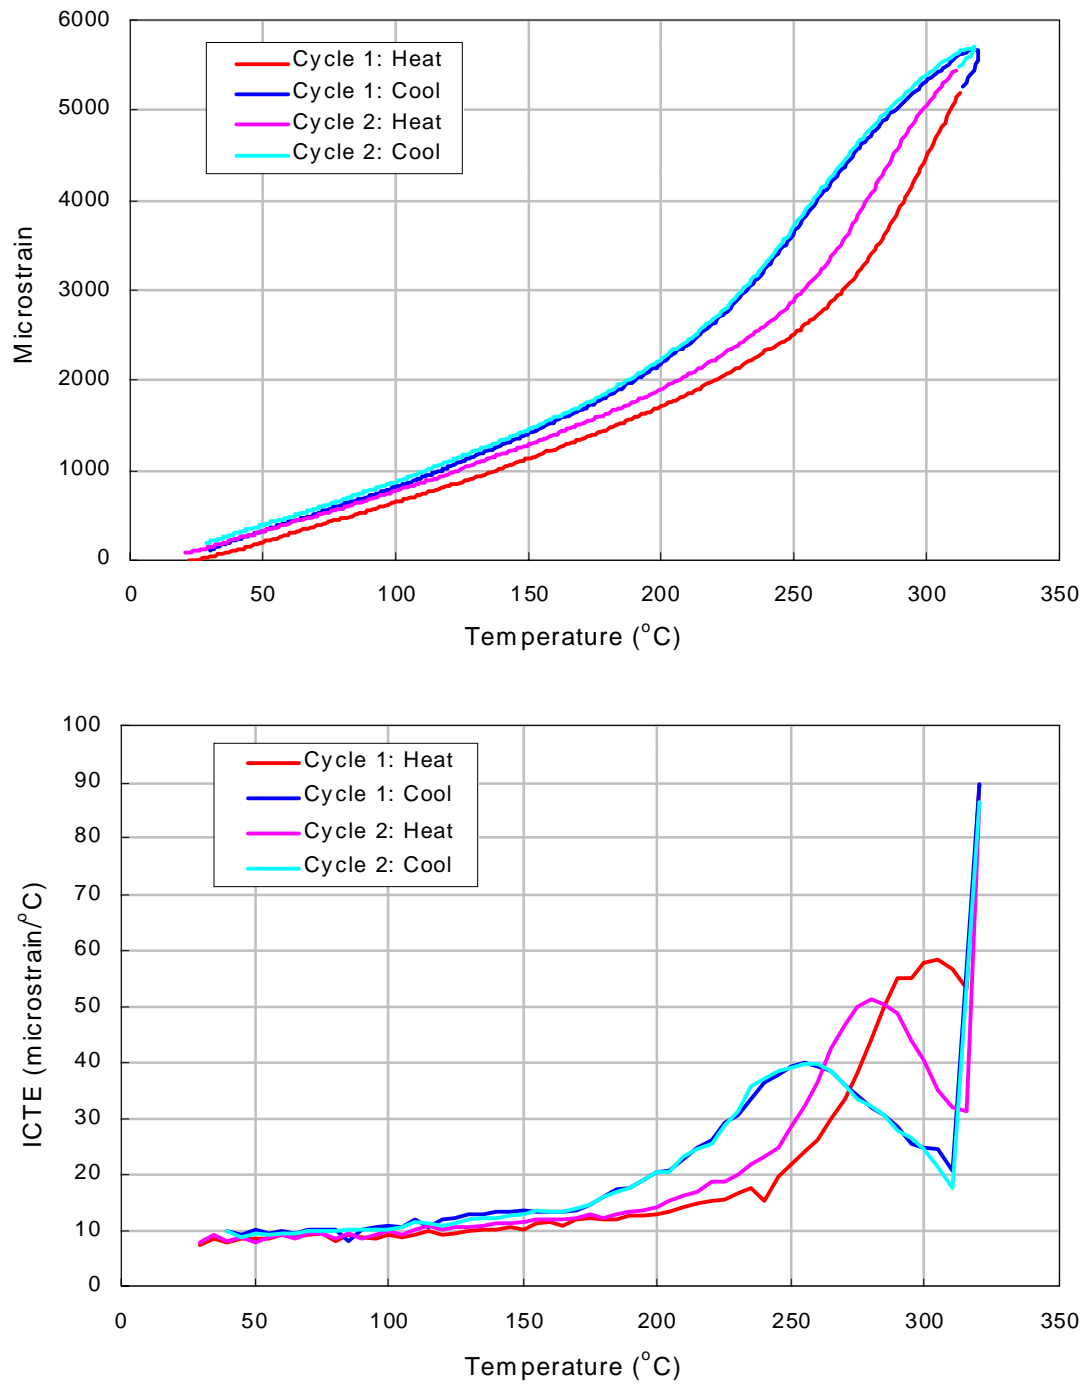 6000
5000
4000
3000
2000
1000
0
Microstrain
Cycle 1: Heat
Cycle 1: Cool
Cycle 2: Heat
Cycle 2: Cool
0 50 100 150 200 250 300 350
Temperature (°C)
100
90
80
70
60
50
40
30
20
10
0
ICTE (microstrain/°C)
Cycle 1: Heat
Cycle 1: Cool
Cycle 2: Heat
Cycle 2: Cool
0 50 100 150 200 250 300 350
Temperature (°C)